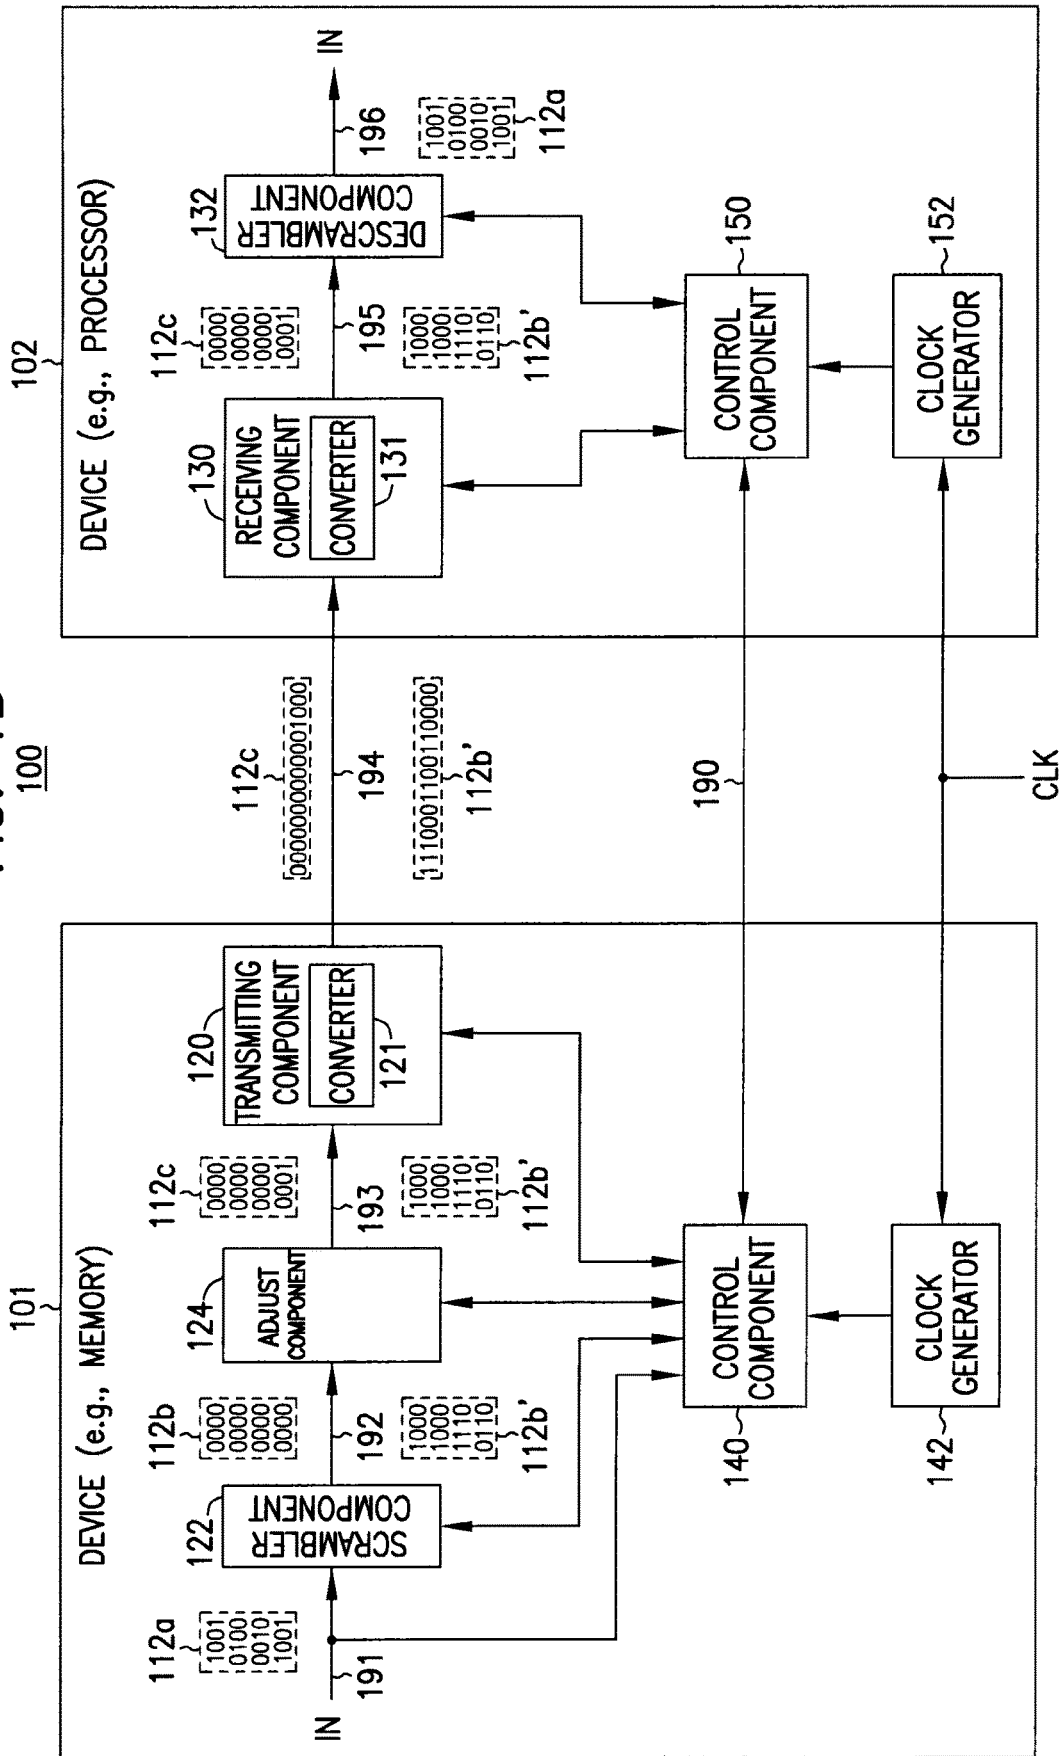 100
101
DEVICE (e.g., MEMORY)
112a
1001
0100
0010
1001
IN
191
122
SCRAMBLER
COMPONENT
112b
0000
0000
0000
0000
192
1000
1000
1110
0110
112b'
124
ADJUST
COMPONENT
112c
0000
0000
0000
0001
193
1000
1000
1110
0110
112b'
120
TRANSMITTING
COMPONENT
CONVERTER
121
140
CONTROL
COMPONENT
142
CLOCK
GENERATOR
112c
0000000000001000
194
1110001100110000
112b'
190
CLK
102
DEVICE (e.g., PROCESSOR)
130
RECEIVING
COMPONENT
CONVERTER
131
112c
0000
0000
0000
0001
195
1000
1000
1110
0110
112b'
132
DESCRAMBLER
COMPONENT
196
IN
1001
0100
0010
1001
112a
CONTROL
COMPONENT
150
CLOCK
GENERATOR
152